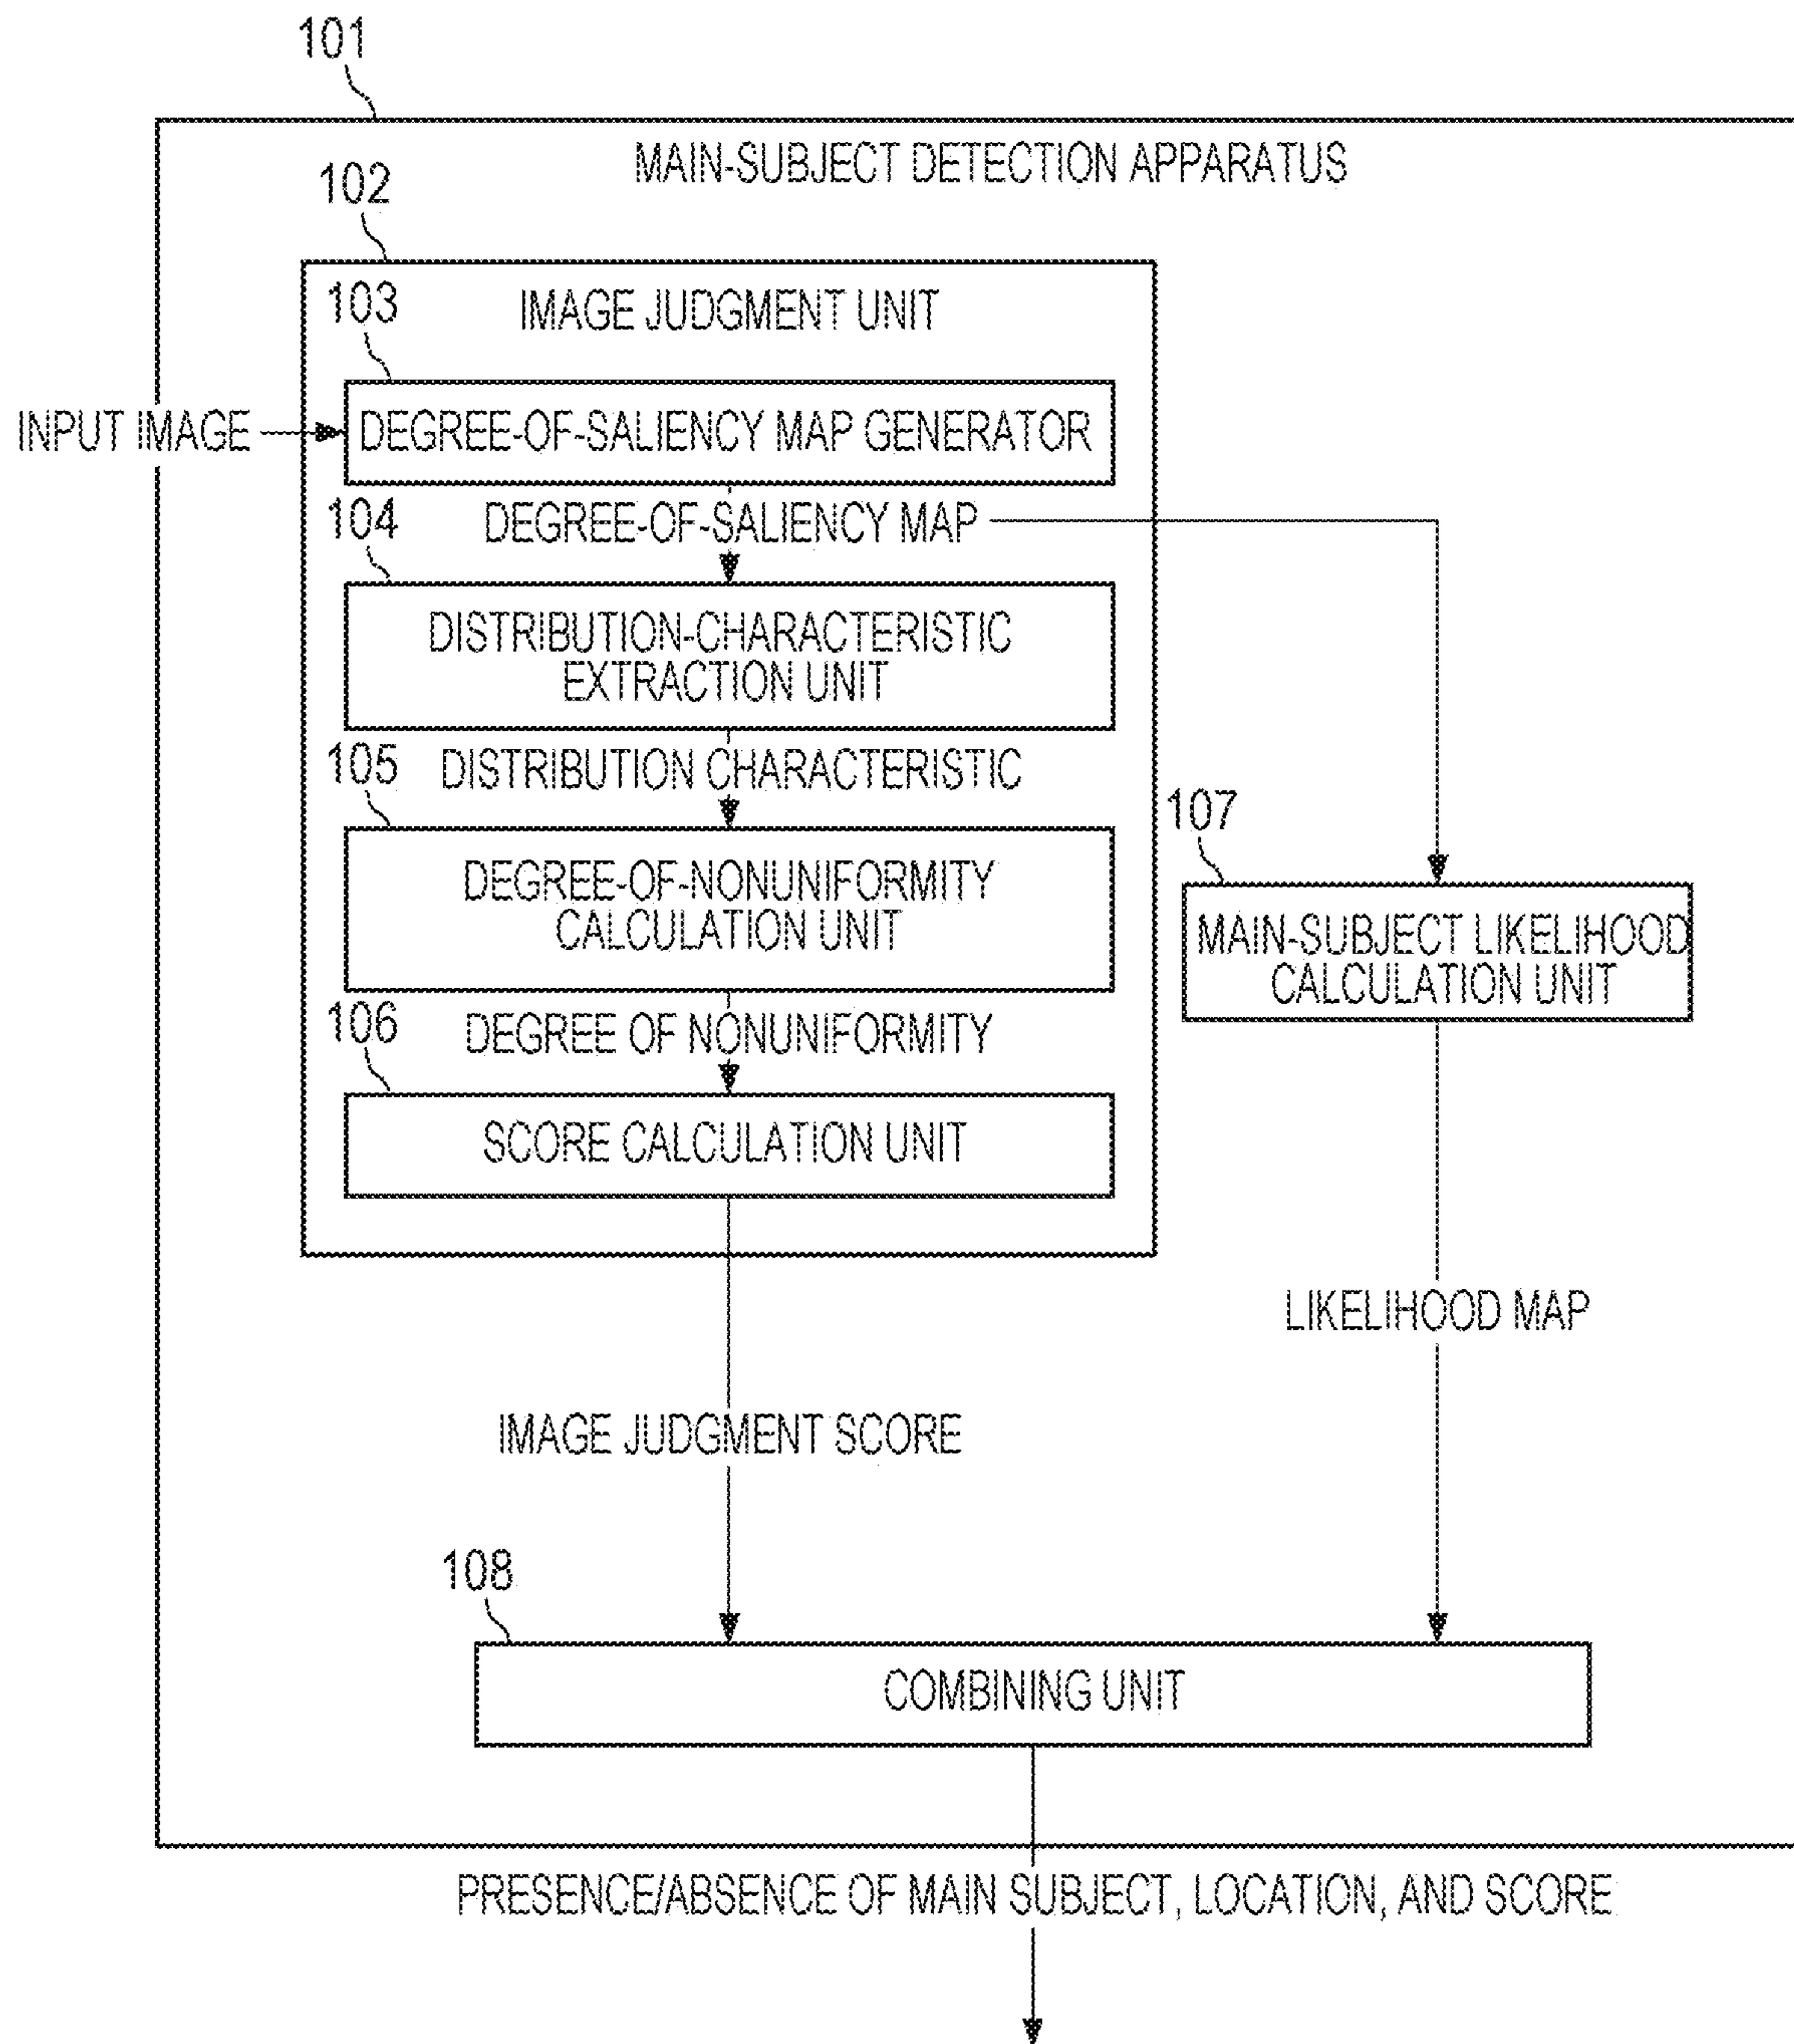 101
MAIN-SUBJECT DETECTION APPARATUS
102
IMAGE JUDGMENT UNIT
103
INPUT IMAGE
DEGREE-OF-SALIENCY MAP GENERATOR
104
DEGREE-OF-SALIENCY MAP
DISTRIBUTION-CHARACTERISTIC
EXTRACTION UNIT
105
DISTRIBUTION CHARACTERISTIC
DEGREE-OF-NONUNIFORMITY
CALCULATION UNIT
107
MAIN-SUBJECT LIKELIHOOD
CALCULATION UNIT
106
DEGREE OF NONUNIFORMITY
SCORE CALCULATION UNIT
LIKELIHOOD MAP
IMAGE JUDGMENT SCORE
108
COMBINING UNIT
PRESENCE/ABSENCE OF MAIN SUBJECT, LOCATION, AND SCORE